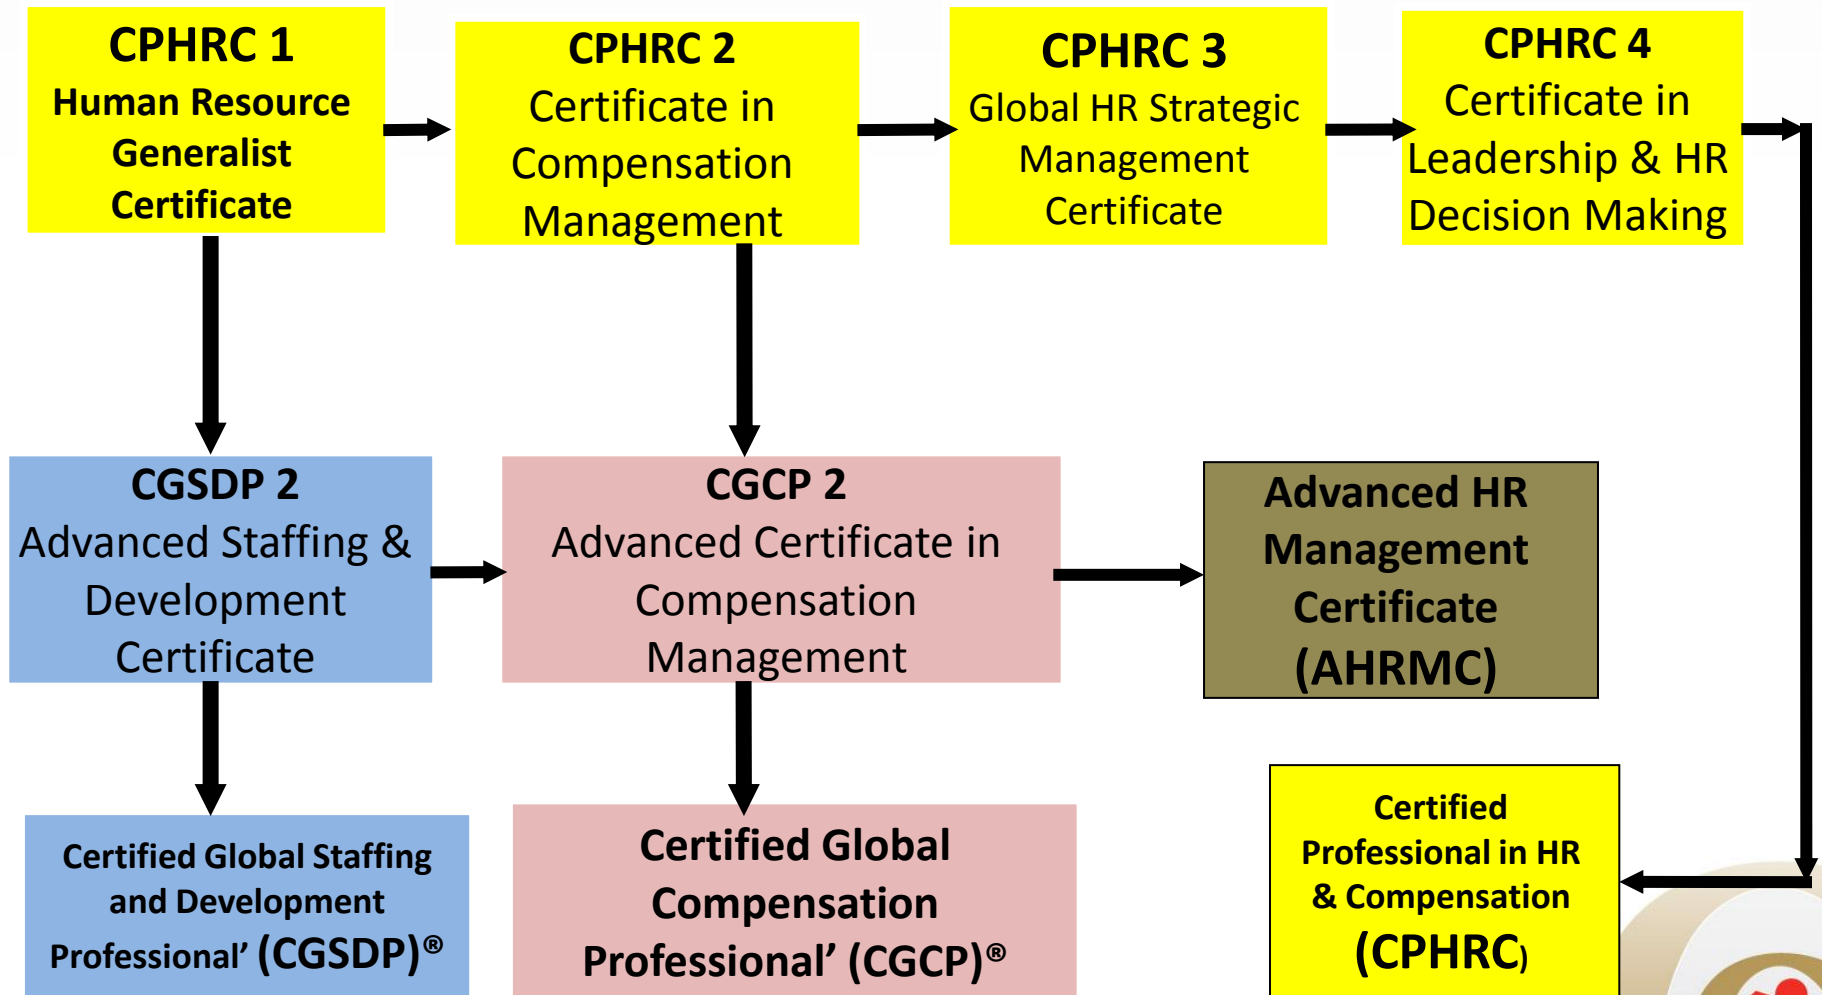 CPHRC 1
Human Resource
Generalist
Certificate
CPHRC 2
Certificate in
Compensation
Management
CPHRC 3
Global HR Strategic
Management
Certificate
CPHRC 4
Certificate in
Leadership & HR
Decision Making
CGSDP 2
Advanced Staffing &
Development
Certificate
CGCP 2
Advanced Certificate in
Compensation
Management
Advanced HR
Management
Certificate
(AHRMC)
Certified Global Staffing
and Development
Professional’ (CGSDP)®
Certified Global
Compensation
Professional’ (CGCP)®
Certified
Professional in HR
& Compensation
(CPHRC)